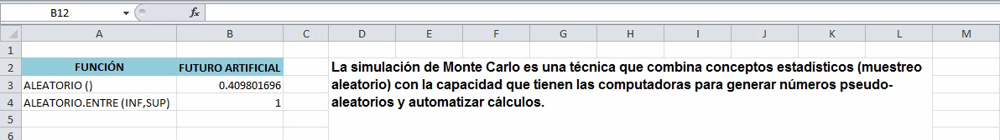 B12 fx
A B C D E F G H I J K L M
1
2 FUNCIÓN FUTURO ARTIFICIAL La simulación de Monte Carlo es una técnica que combina conceptos estadísticos (muestreo
3 ALEATORIO () 0.409801696 aleatorio) con la capacidad que tienen las computadoras para generar números pseudo-
4 ALEATORIO.ENTRE (INF,SUP) 1 aleatorios y automatizar cálculos.
5
6